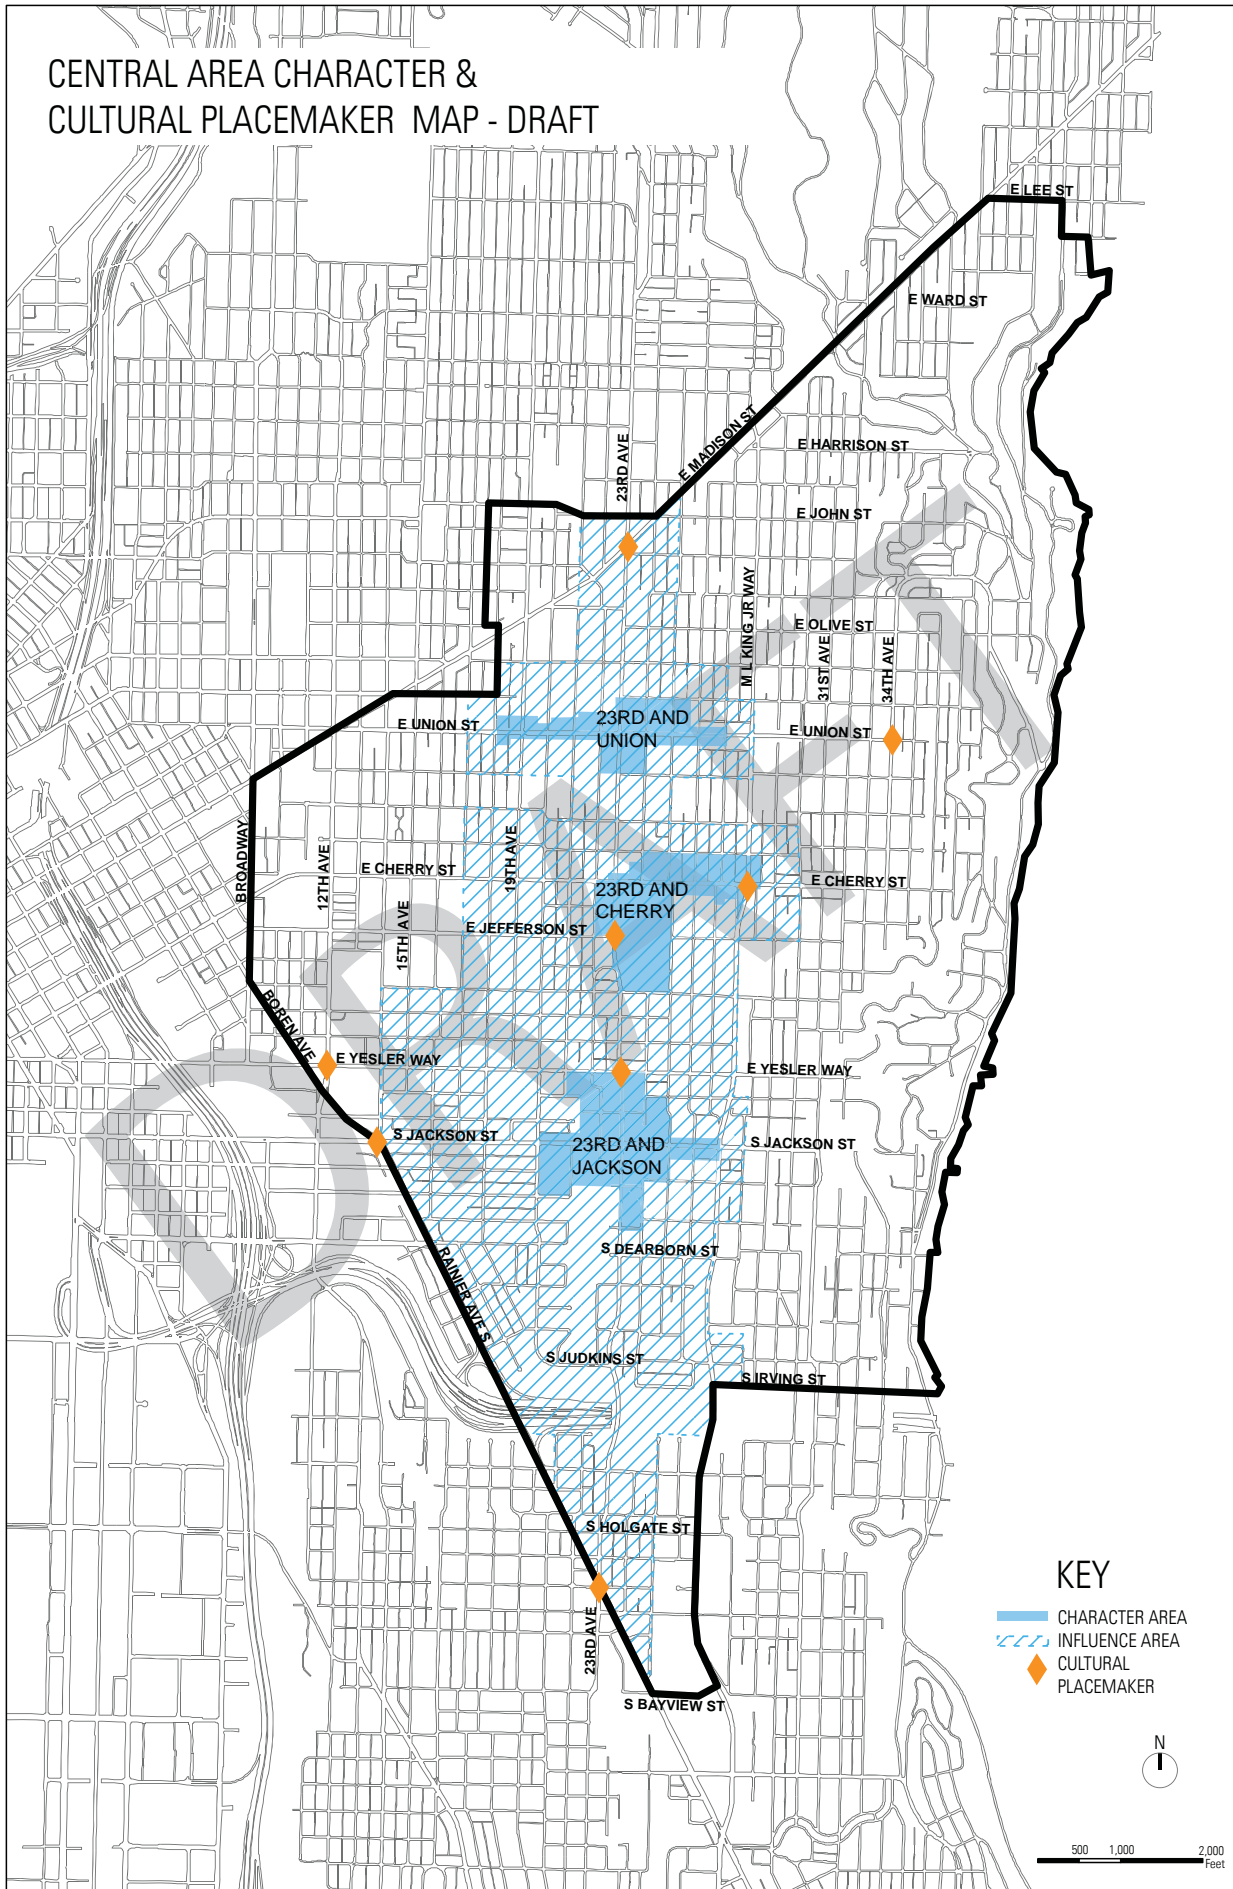 CENTRAL AREA CHARACTER &
CULTURAL PLACEMAKER MAP - DRAFT
E LEE ST
E WARD ST
E MADISON ST
23RD AVE
E HARRISON ST
E JOHN ST
M L KING JR WAY
E OLIVE ST
31ST AVE
34TH AVE
E UNION ST
23RD AND
UNION
E UNION ST
BROADWAY
12TH AVE
15TH AVE
19TH AVE
E CHERRY ST
23RD AND
CHERRY
E CHERRY ST
E JEFFERSON ST
BOREN AVE
E YESLER WAY
E YESLER WAY
S JACKSON ST
23RD AND
JACKSON
S JACKSON ST
S DEARBORN ST
RAINIER AVE S
S JUDKINS ST
S IRVING ST
S HOLGATE ST
23RD AVE
S BAYVIEW ST
DRAFT
KEY
CHARACTER AREA
INFLUENCE AREA
CULTURAL
PLACEMAKER
N
500 1,000 2,000
Feet